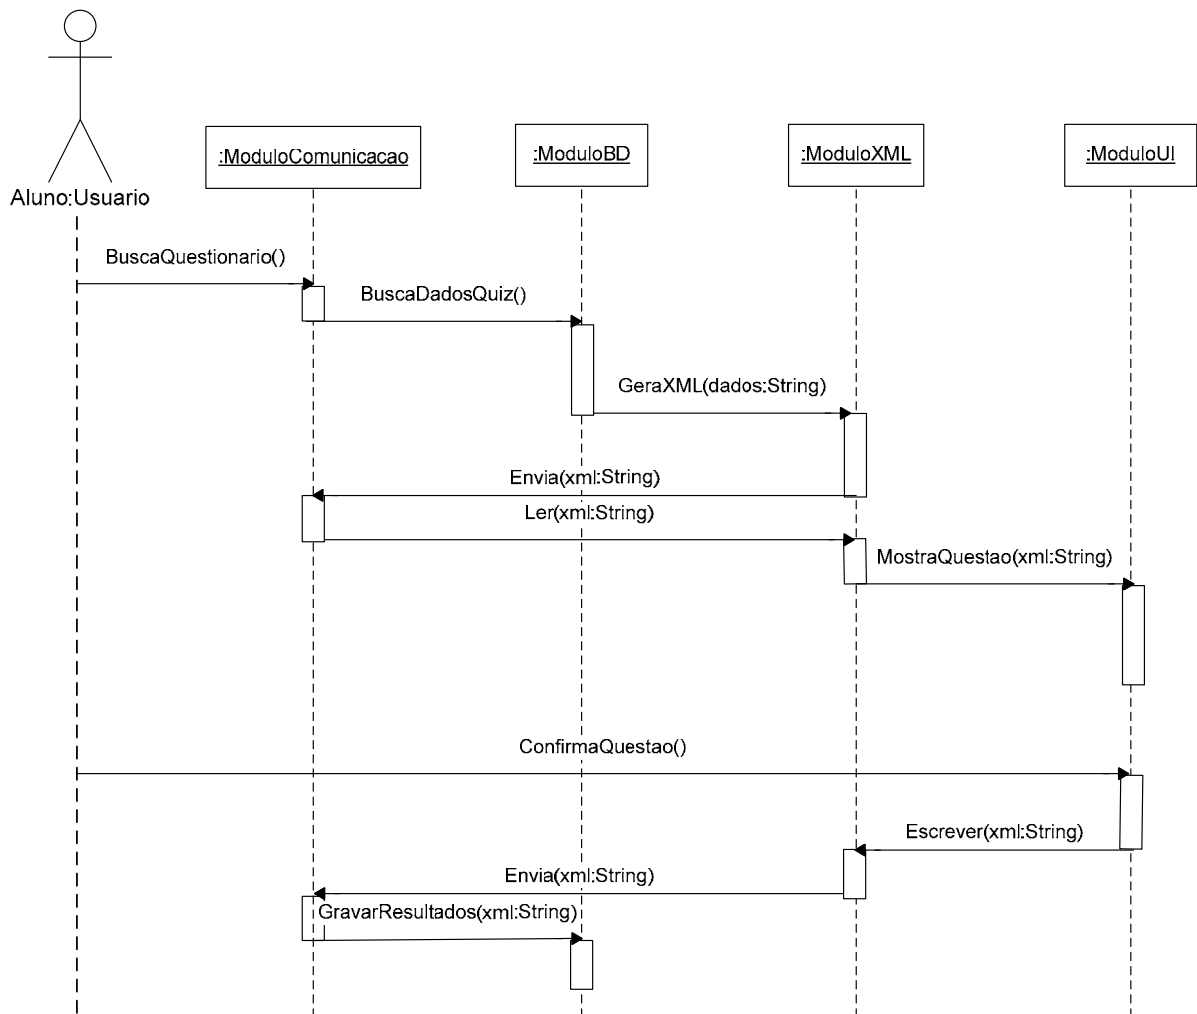 :ModuloComunicacao
:ModuloBD
:ModuloXML
:ModuloUI
Aluno:Usuario
BuscaQuestionario()
BuscaDadosQuiz()
GeraXML(dados:String)
Envia(xml:String)
Ler(xml:String)
MostraQuestao(xml:String)
ConfirmaQuestao()
Escrever(xml:String)
Envia(xml:String)
GravarResultados(xml:String)